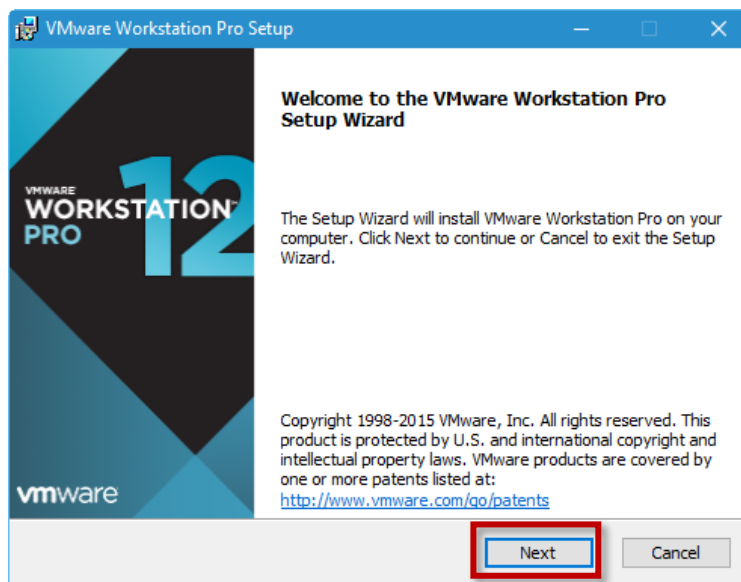 VMware Workstation Pro Setup
Welcome to the VMware Workstation Pro
Setup Wizard
VMWARE
WORKSTATION™
PRO
12
The Setup Wizard will install VMware Workstation Pro on your
computer. Click Next to continue or Cancel to exit the Setup
Wizard.
Copyright 1998-2015 VMware, Inc. All rights reserved. This
product is protected by U.S. and international copyright and
intellectual property laws. VMware products are covered by
one or more patents listed at:
http://www.vmware.com/go/patents
vmware
Next
Cancel